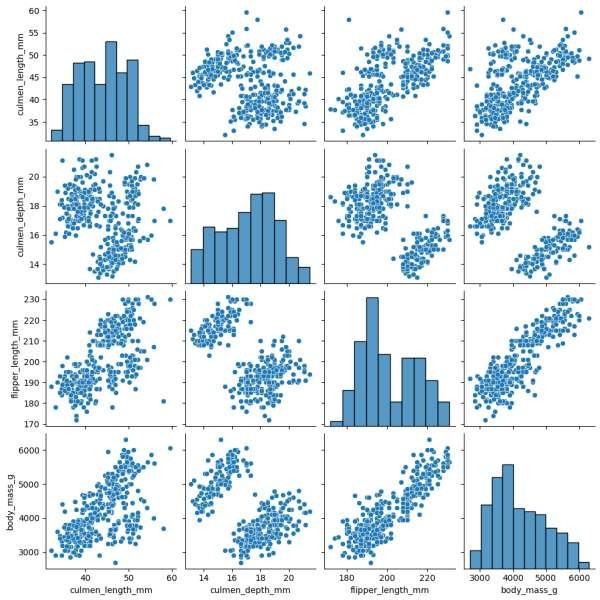 culmen_length_mm
60
55
50
45
40
35
culmen_depth_mm
20
18
16
14
flipper_length_mm
230
220
210
200
190
180
170
body_mass_g
6000
5000
4000
3000
40 50 60
14 16 18 20
180 200 220
3000 4000 5000 6000
culmen_length_mm culmen_depth_mm flipper_length_mm body_mass_g